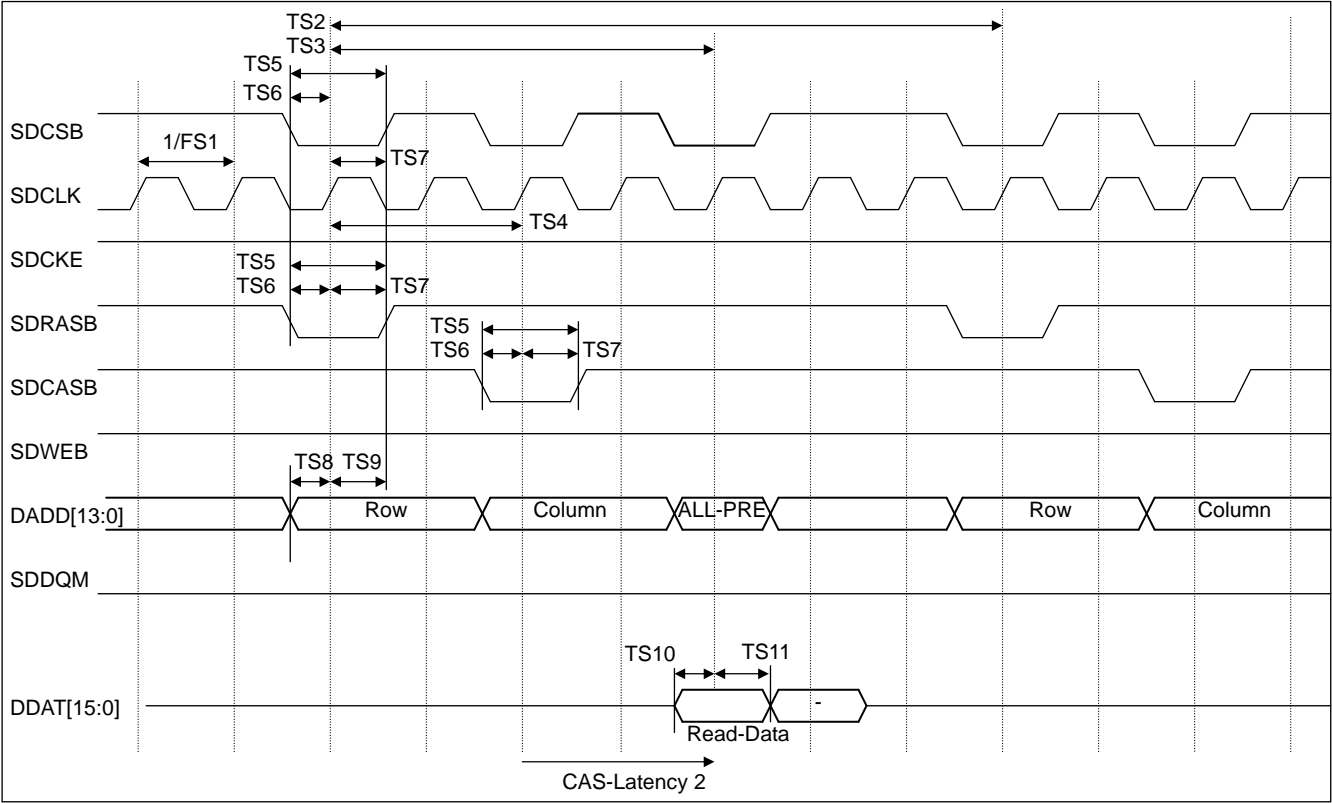 TS2
TS3
TS5
TS6
SDCSB
1/FS1
TS7
SDCLK
TS4
SDCKE
TS5
TS6
TS7
SDRASB
TS5
TS6
TS7
SDCASB
SDWEB
TS8
TS9
DADD[13:0]
Row
Column
ALL-PRE
Row
Column
SDDQM
TS10
TS11
DDAT[15:0]
-
Read-Data
CAS-Latency 2